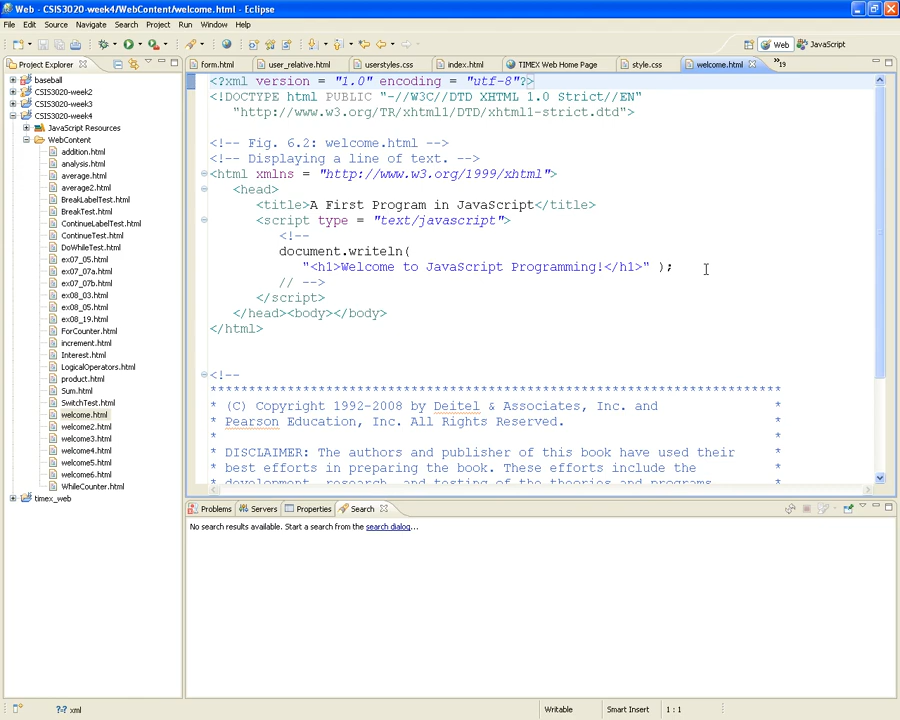 Web - CSIS3020-week4/WebContent/welcome.html - Eclipse
File Edit Source Navigate Search Project Run Window Help
Web JavaScript
Project Explorer
form.html user_relative.html userstyles.css index.html TIMEX Web Home Page style.css welcome.html »19
baseball
CSIS3020-week2
CSIS3020-week3
CSIS3020-week4
JavaScript Resources
WebContent
addition.html
analysis.html
average.html
average2.html
BreakLabelTest.html
BreakTest.html
ContinueLabelTest.html
ContinueTest.html
DoWhileTest.html
ex07_05.html
ex07_07a.html
ex07_07b.html
ex08_03.html
ex08_05.html
ex08_19.html
ForCounter.html
increment.html
Interest.html
LogicalOperators.html
product.html
Sum.html
SwitchTest.html
welcome.html
welcome2.html
welcome3.html
welcome4.html
welcome5.html
welcome6.html
WhileCounter.html
timex_web
<?xml version = "1.0" encoding = "utf-8"?>
<!DOCTYPE html PUBLIC "-//W3C//DTD XHTML 1.0 Strict//EN"
"http://www.w3.org/TR/xhtml1/DTD/xhtml1-strict.dtd">
<!-- Fig. 6.2: welcome.html -->
<!-- Displaying a line of text. -->
<html xmlns = "http://www.w3.org/1999/xhtml">
<head>
<title>A First Program in JavaScript</title>
<script type = "text/javascript">
<!--
document.writeln(
"<h1>Welcome to JavaScript Programming!</h1>" );
// -->
</script>
</head><body></body>
</html>
<!--
**************************************************************************
* (C) Copyright 1992-2008 by Deitel & Associates, Inc. and *
* Pearson Education, Inc. All Rights Reserved. *
* *
* DISCLAIMER: The authors and publisher of this book have used their *
* best efforts in preparing the book. These efforts include the *
* development, research, and testing of the theories and programs *
Problems Servers Properties Search
No search results available. Start a search from the search dialog...
xml Writable Smart Insert 1 : 1